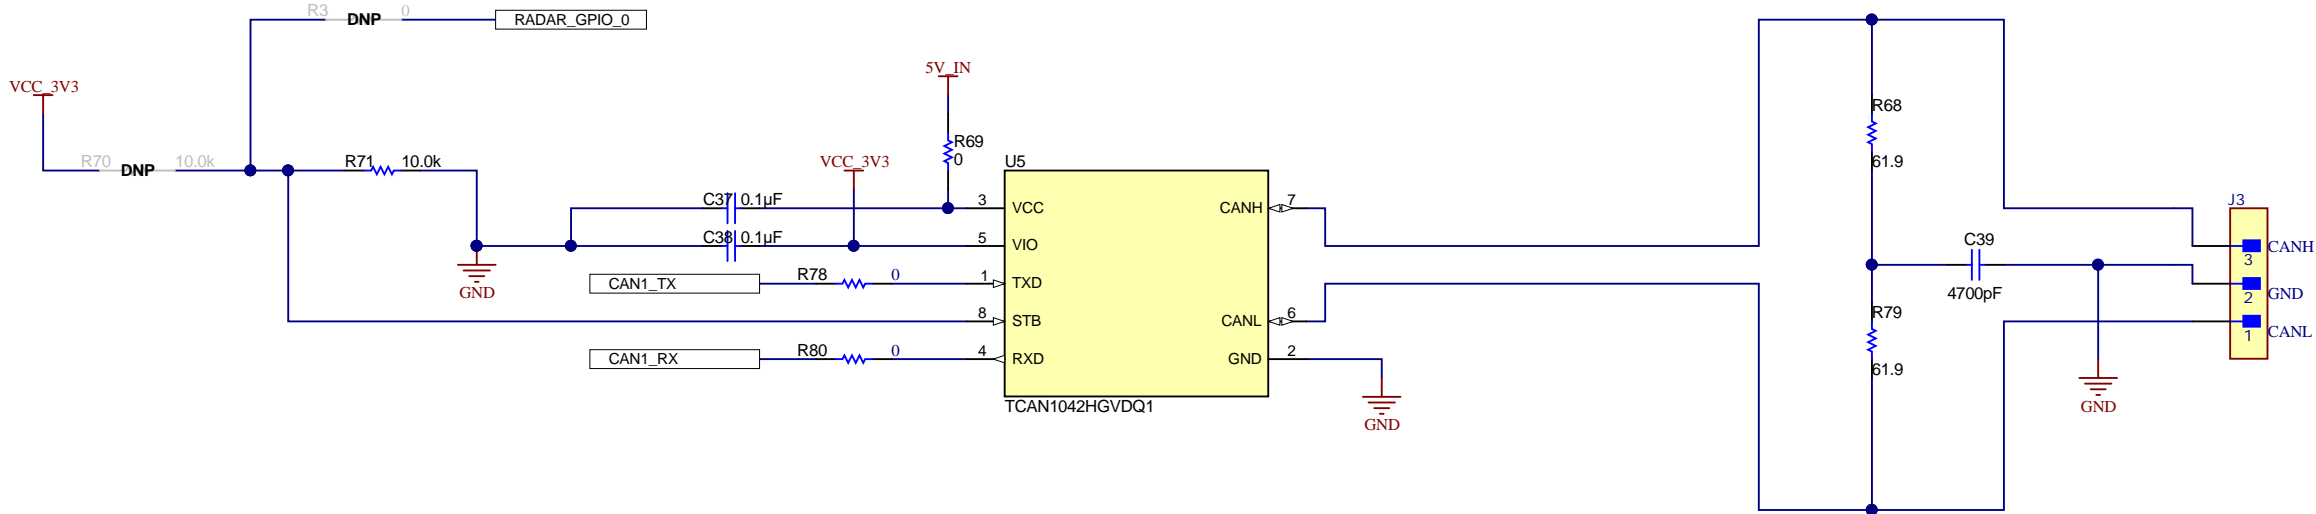 R3 DNP 0 RADAR_GPIO_0
VCC_3V3
R70 DNP 10.0k
R71 10.0k
GND
5V_IN
R69
0
VCC_3V3
C37 0.1µF
C38 0.1µF
CAN1_TX
R78 0
CAN1_RX
R80 0
U5
3 VCC
5 VIO
1 TXD
8 STB
4 RXD
CANH 7
CANL 6
GND 2
TCAN1042HGVDQ1
GND
R68
61.9
C39
4700pF
R79
61.9
GND
J3
CANH
3
GND
2
CANL
1